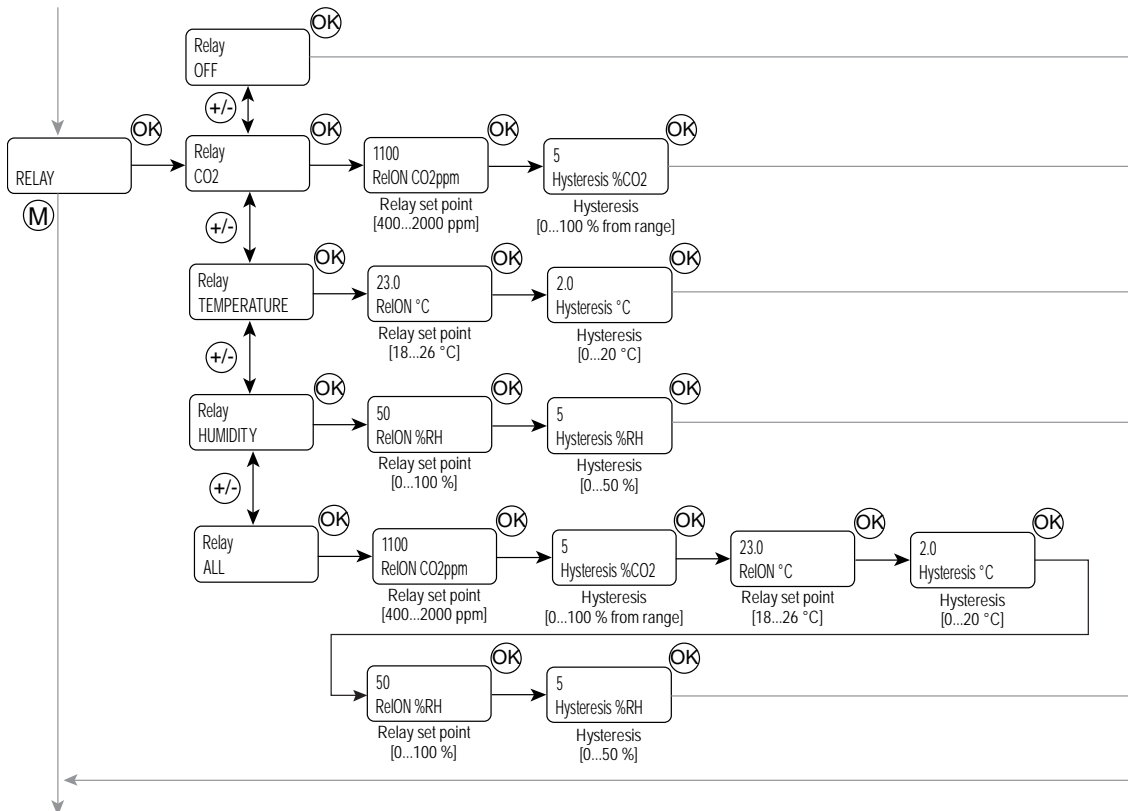 OK
Relay
OFF
+/-
OK
OK
OK
OK
RELAY
Relay
CO2
1100
RelON CO2ppm
5
Hysteresis %CO2
M
Relay set point
[400...2000 ppm]
Hysteresis
[0...100 % from range]
+/-
OK
OK
OK
Relay
TEMPERATURE
23.0
RelON °C
2.0
Hysteresis °C
Relay set point
[18...26 °C]
Hysteresis
[0...20 °C]
+/-
OK
OK
OK
Relay
HUMIDITY
50
RelON %RH
5
Hysteresis %RH
Relay set point
[0...100 %]
Hysteresis
[0...50 %]
+/-
OK
OK
OK
OK
OK
Relay
ALL
1100
RelON CO2ppm
5
Hysteresis %CO2
23.0
RelON °C
2.0
Hysteresis °C
Relay set point
[400...2000 ppm]
Hysteresis
[0...100 % from range]
Relay set point
[18...26 °C]
Hysteresis
[0...20 °C]
OK
OK
50
RelON %RH
5
Hysteresis %RH
Relay set point
[0...100 %]
Hysteresis
[0...50 %]